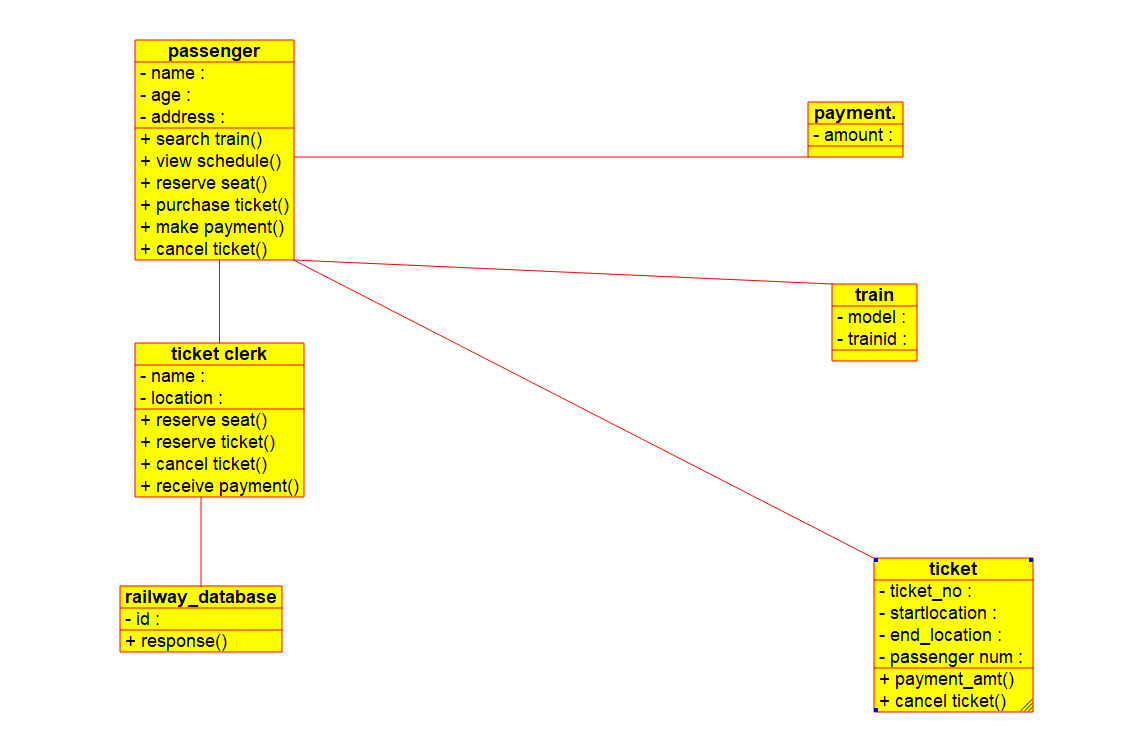 passenger
- name :
- age :
- address :
+ search train()
+ view schedule()
+ reserve seat()
+ purchase ticket()
+ make payment()
+ cancel ticket()
payment.
- amount :
train
- model :
- trainid :
ticket clerk
- name :
- location :
+ reserve seat()
+ reserve ticket()
+ cancel ticket()
+ receive payment()
railway_database
- id :
+ response()
ticket
- ticket_no :
- startlocation :
- end_location :
- passenger num :
+ payment_amt()
+ cancel ticket()